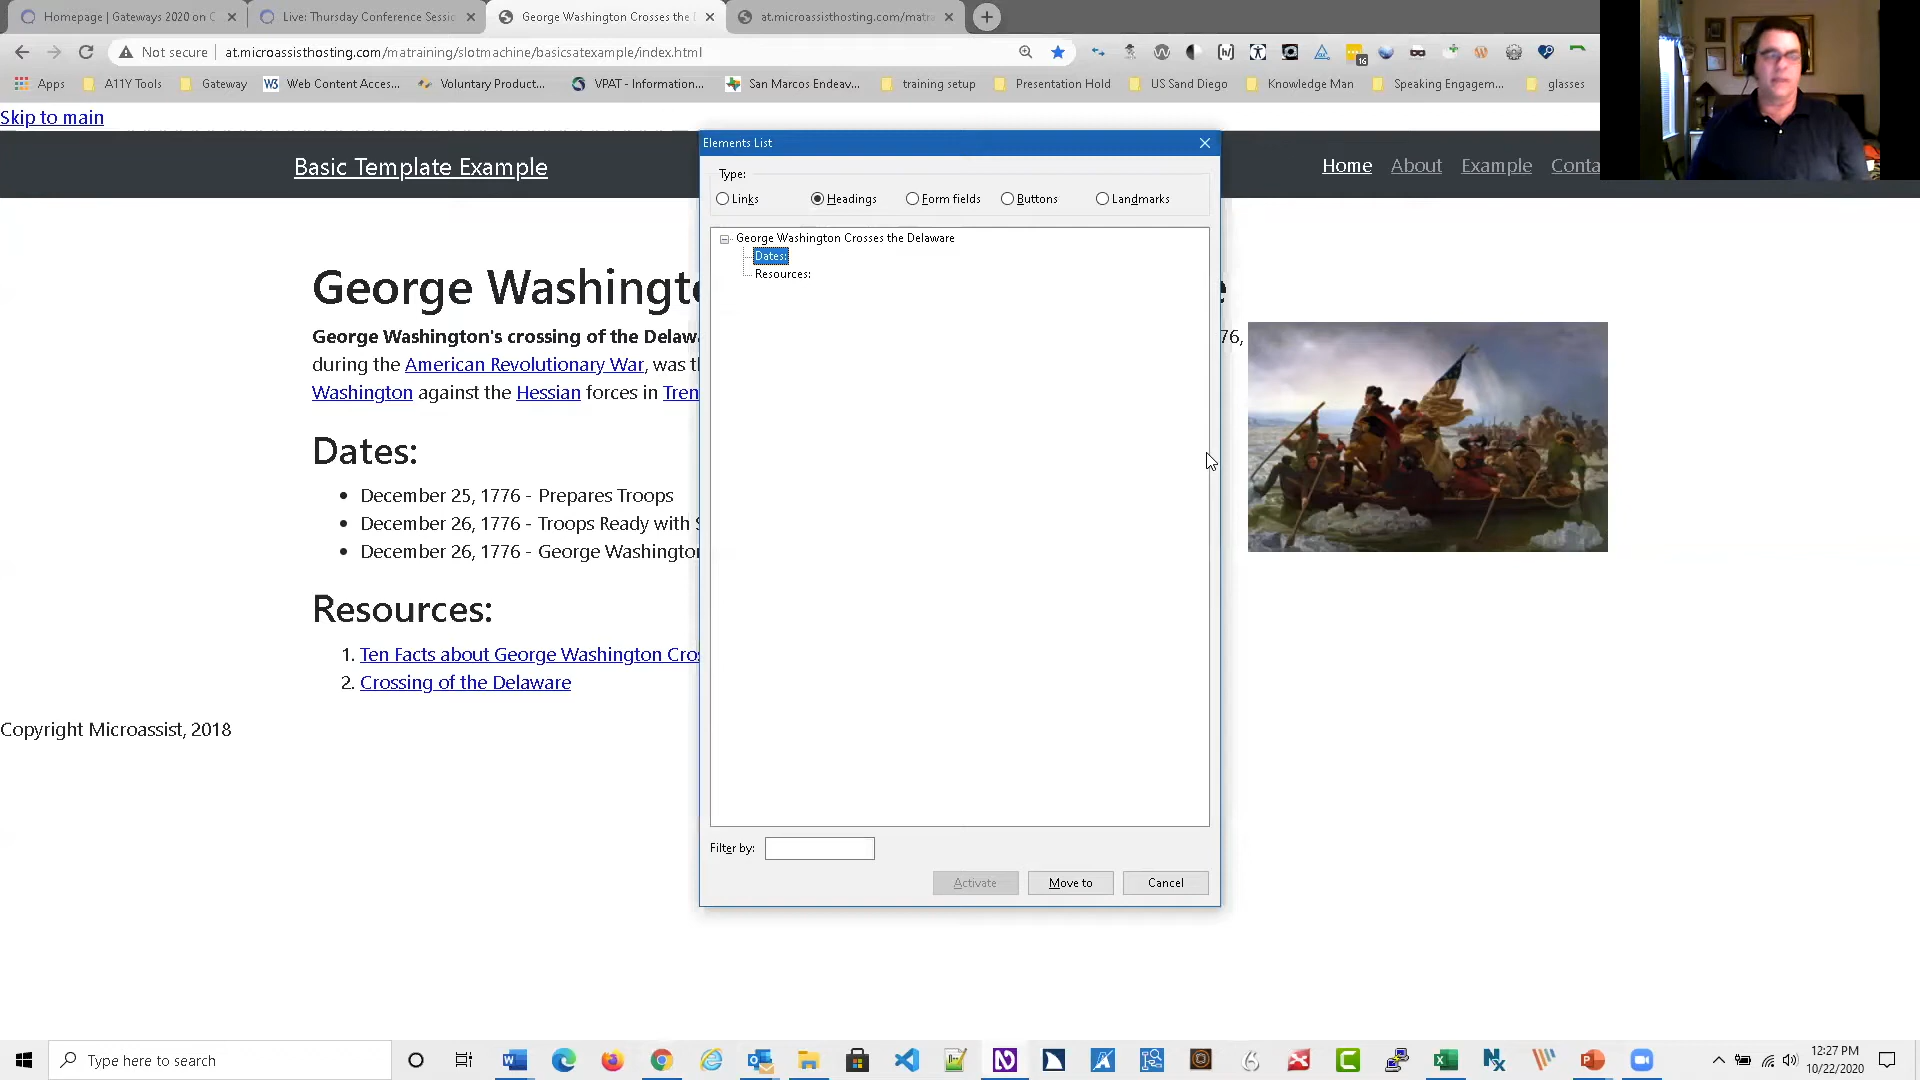 Homepage | Gateways 2020 on
Live: Thursday Conference Sessi
George Washington Crosses the
at.microassisthosting.com/matra
Not secure
at.microassisthosting.com/matraining/slotmachine/basicsatexample/index.html
16
Apps
A11Y Tools
Gateway
W3 Web Content Acces...
Voluntary Product...
VPAT - Information...
San Marcos Endeav...
training setup
Presentation Hold
US Sand Diego
Knowledge Man
Speaking Engagem...
glasses
Skip to main
Basic Template Example
Home About Example Conta
Elements List
Type:
Links Headings Form fields Buttons Landmarks
George Washington Crosses the Delaware
Dates:
Resources:
Filter by:
Activate Move to Cancel
George Washingt
George Washington's crossing of the Delaw 76,
during the American Revolutionary War, was t
Washington against the Hessian forces in Tren
Dates:
December 25, 1776 - Prepares Troops
December 26, 1776 - Troops Ready with S
December 26, 1776 - George Washington
Resources:
1. Ten Facts about George Washington Cros
2. Crossing of the Delaware
Copyright Microassist, 2018
Type here to search
12:27 PM
10/22/2020